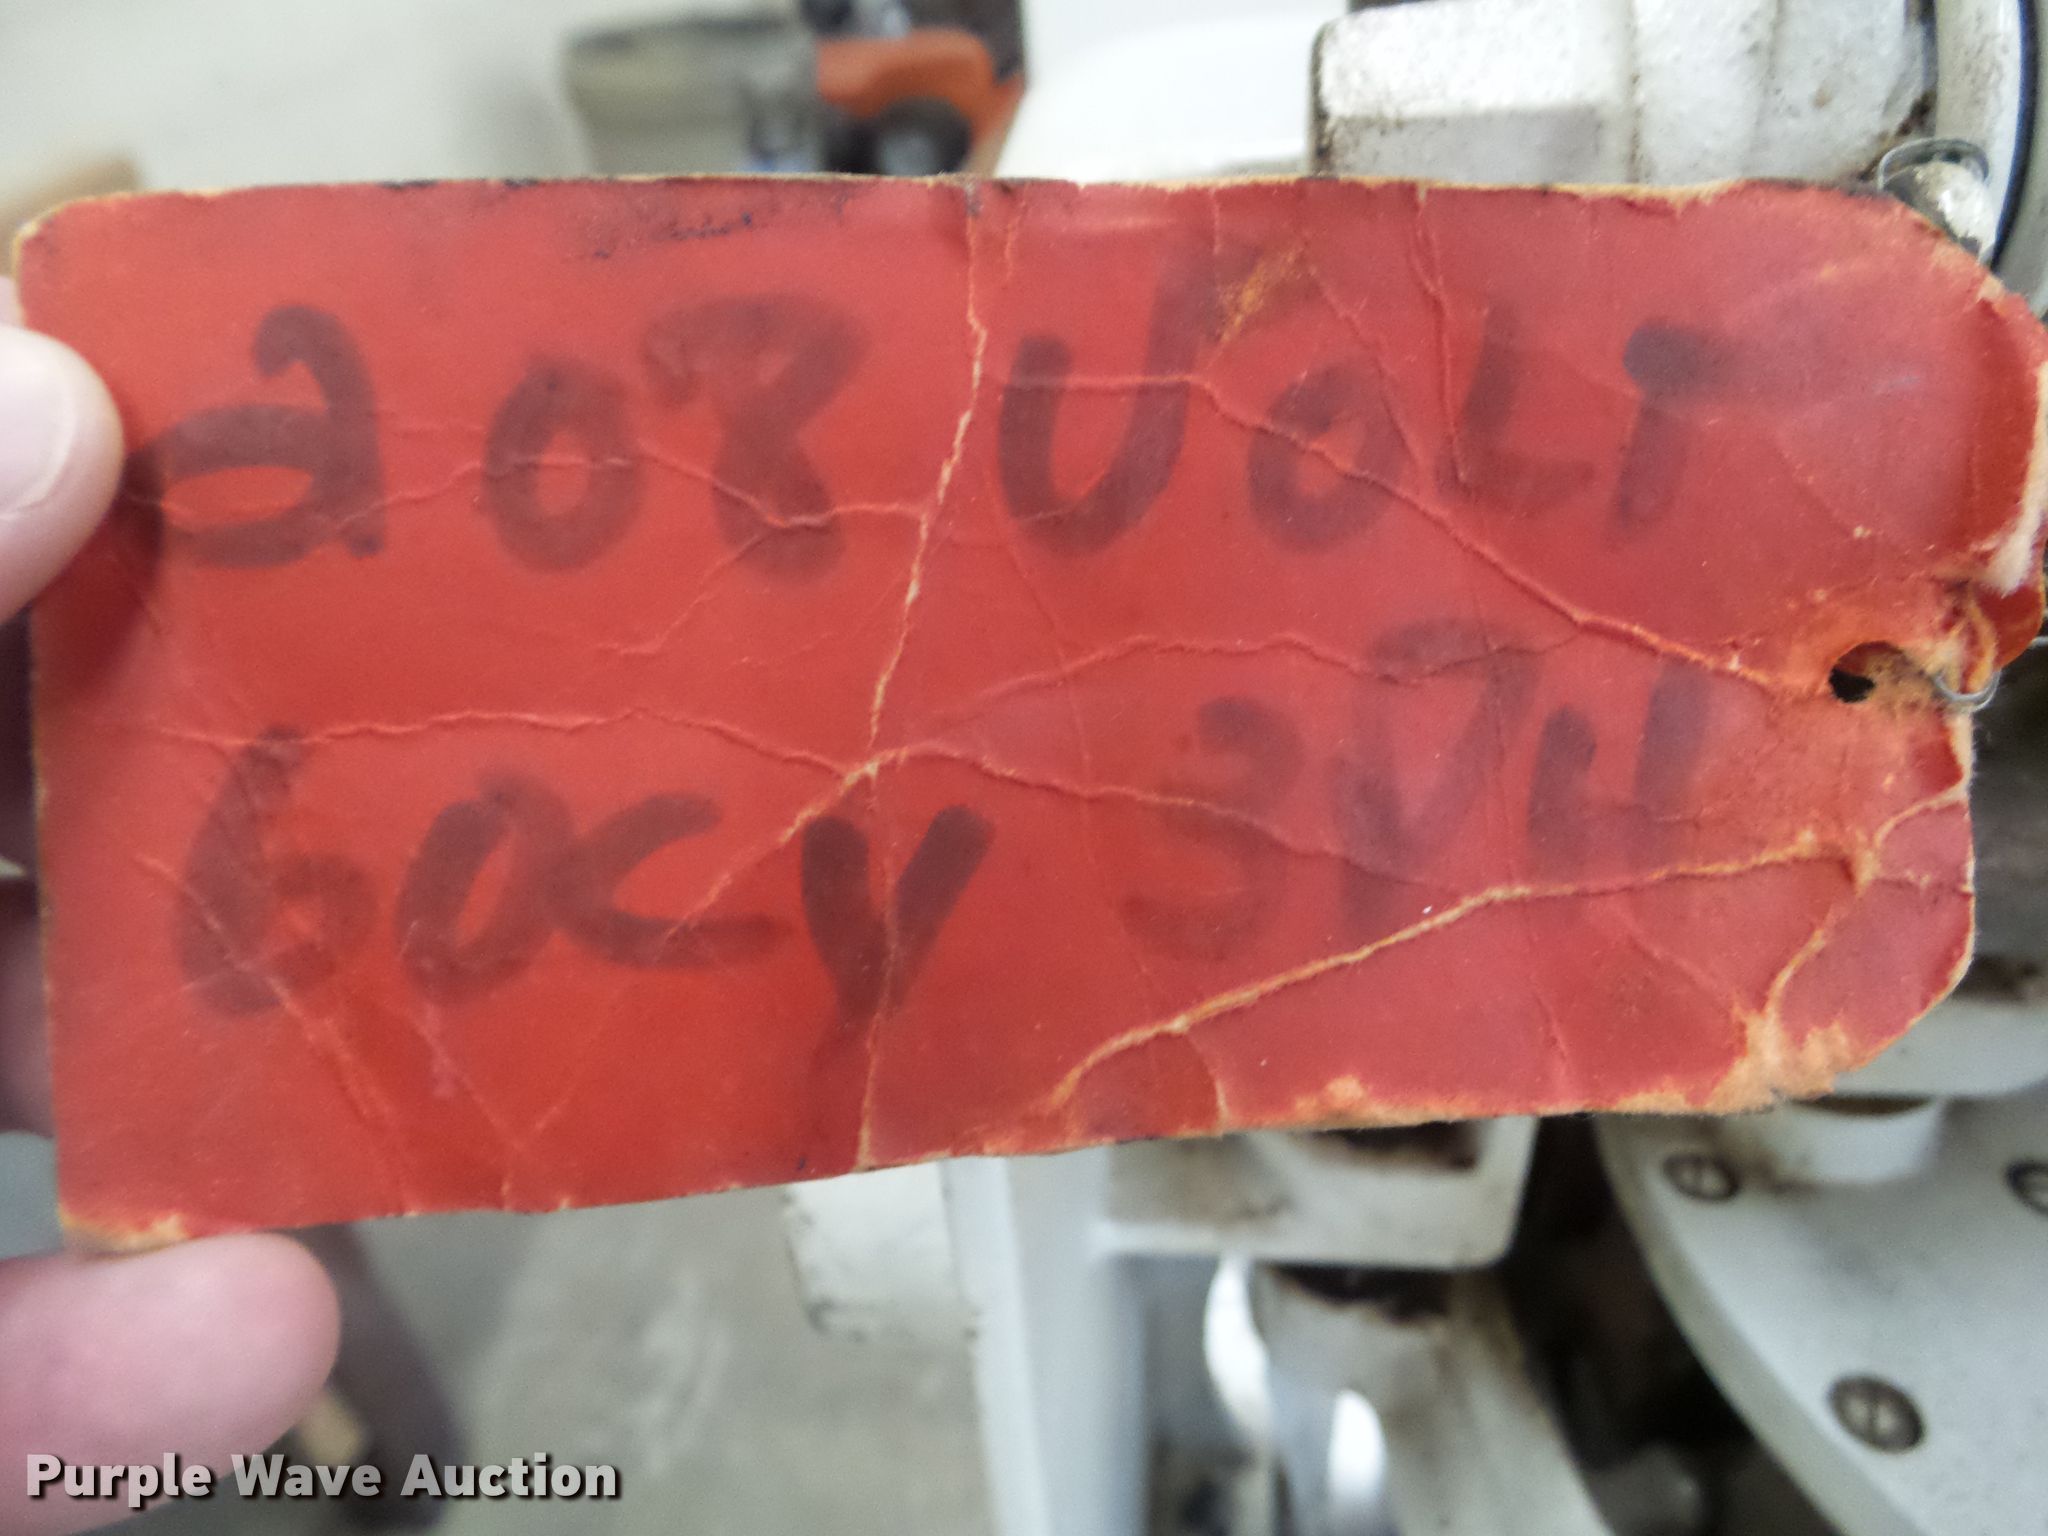 208 VOLT
60CY 3PH
Purple Wave Auction